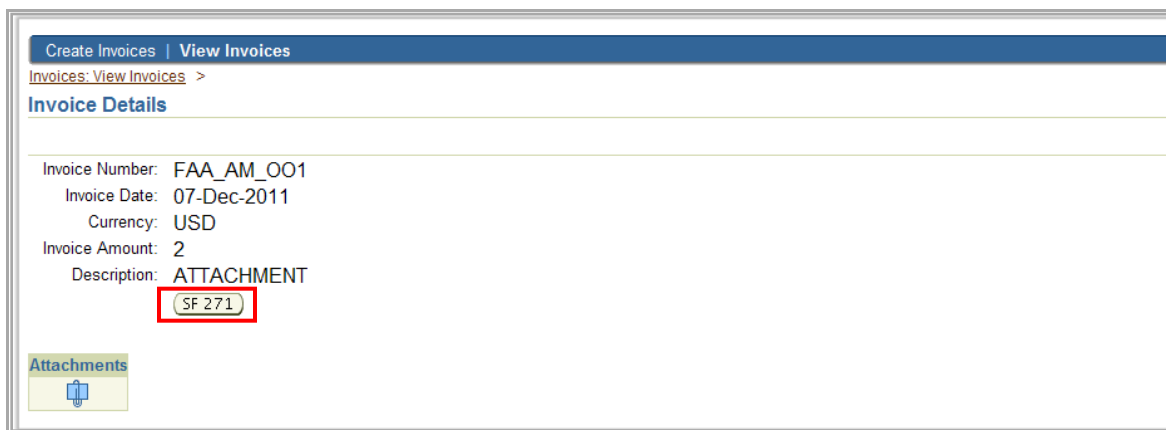 Create Invoices | View Invoices
Invoices: View Invoices >
Invoice Details
Invoice Number: FAA_AM_OO1
Invoice Date: 07-Dec-2011
Currency: USD
Invoice Amount: 2
Description: ATTACHMENT
SF 271
Attachments